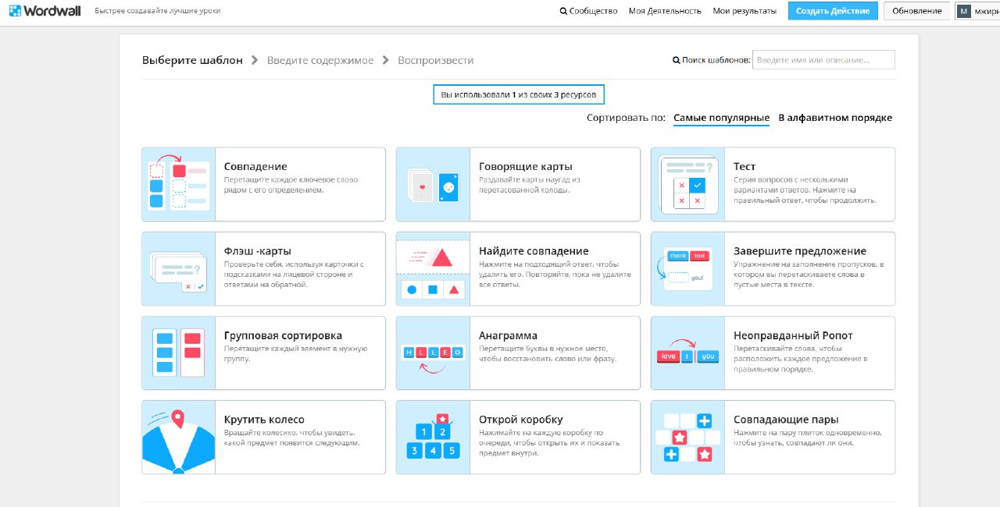 Wordwall Быстрее создавайте лучшие уроки Сообщество Моя Деятельность Мои результаты Создать Действие Обновление M мжирн
Выберите шаблон Введите содержимое Воспроизвести Поиск шаблонов: Введите имя или описание...
Вы использовали 1 из своих 3 ресурсов
Сортировать по: Самые популярные В алфавитном порядке
Совпадение
Перетащите каждое ключевое слово
рядом с его определением.
Говорящие карты
Раздавайте карты наугад из
перетасованной колоды.
?
Тест
Серия вопросов с несколькими
вариантами ответов. Нажмите на
правильный ответ, чтобы продолжить.
?
Флэш -карты
Проверьте себя, используя карточки с
подсказками на лицевой стороне и
ответами на обратной.
Найдите совпадение
Нажмите на подходящий ответ, чтобы
удалить его. Повторяйте, пока не удалите
все ответы.
thank taxi
you!
Завершите предложение
Упражнение на заполнение пропусков, в
котором вы перетаскиваете слова в
пустые места в тексте.
Групповая сортировка
Перетащите каждый элемент в нужную
группу.
H L L E O
Анаграмма
Перетащите буквы в нужное место,
чтобы восстановить слово или фразу.
love I you
Неоправданный Ропот
Перетаскивайте слова, чтобы
расположить каждое предложение в
правильном порядке.
Крутить колесо
Вращайте колесико, чтобы увидеть,
какой предмет появится следующим.
1 2
3 4 5
Открой коробку
Нажимайте на каждую коробку по
очереди, чтобы открыть их и показать
предмет внутри.
Совпадающие пары
Нажмите на пару плиток одновременно,
чтобы узнать, совпадают ли они.